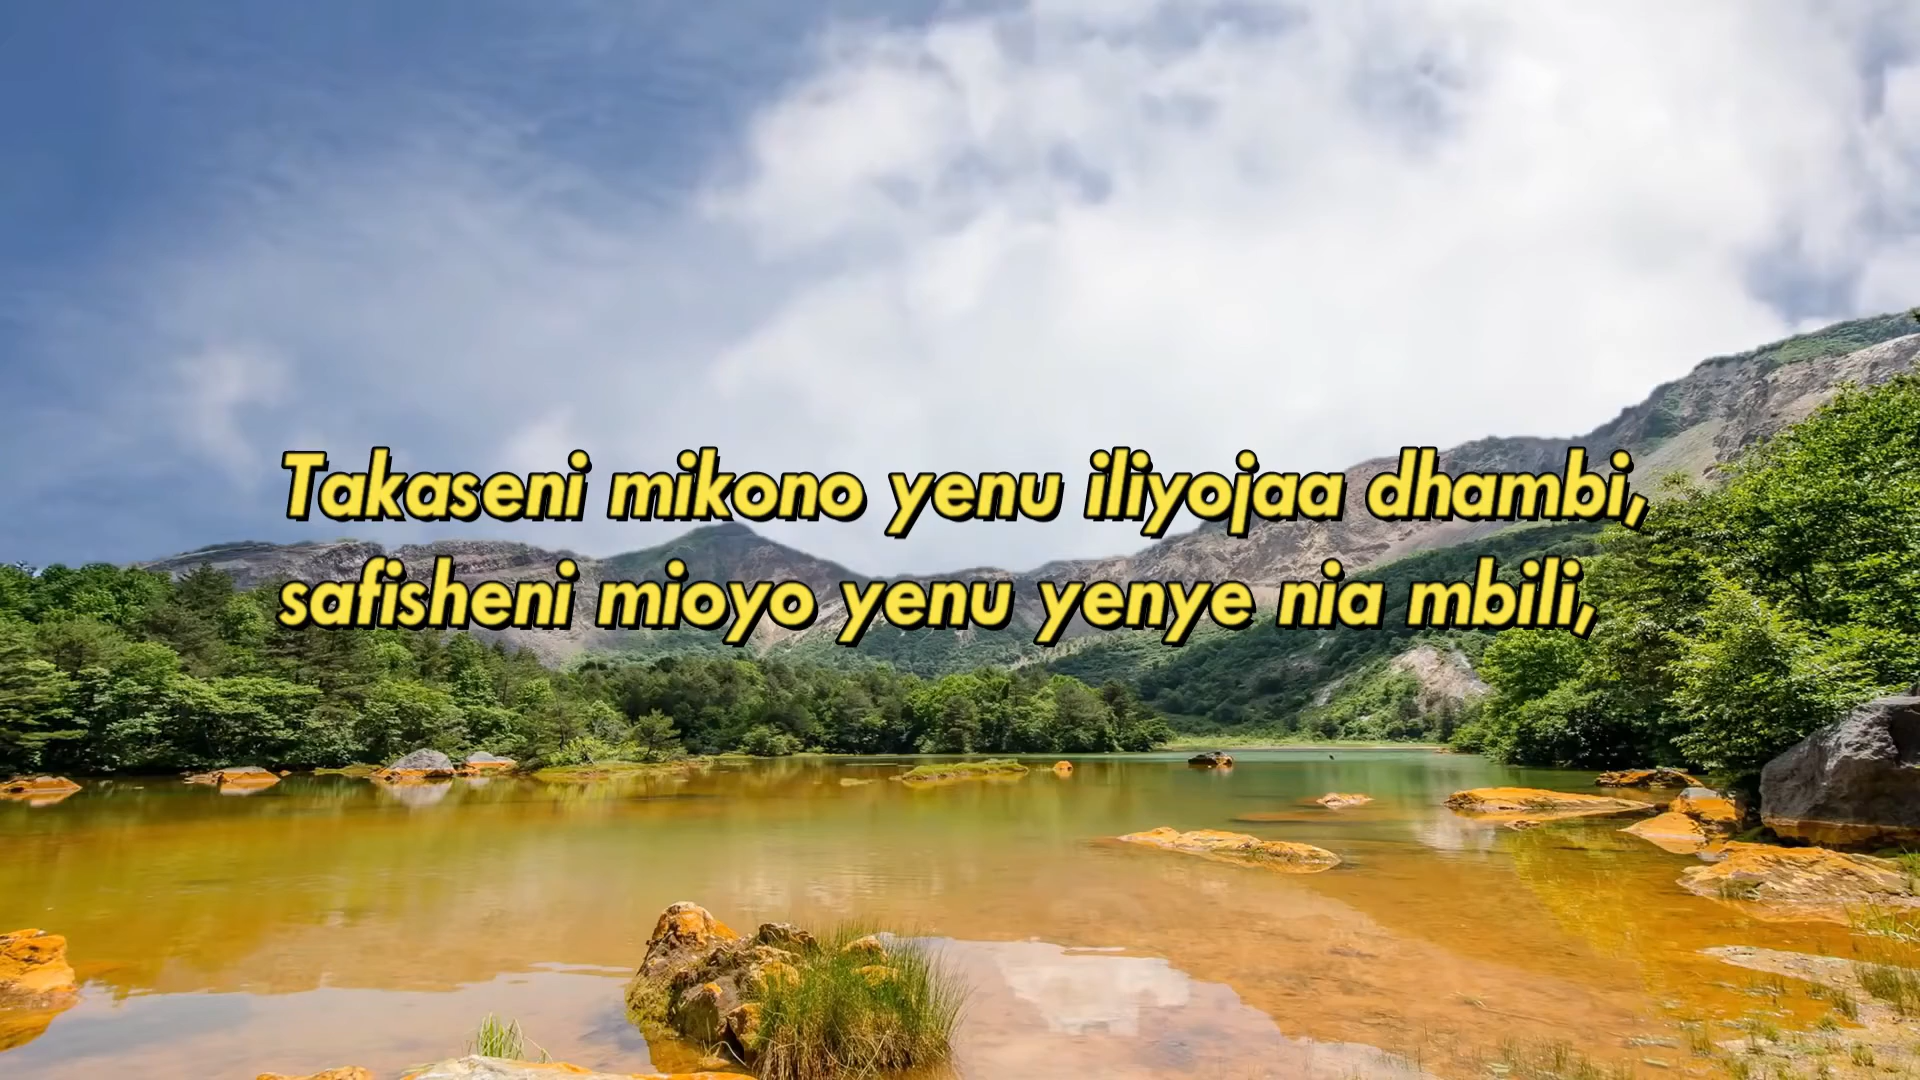 Takaseni mikono yenu iliyojaa dhambi,
safisheni mioyo yenu yenye nia mbili,